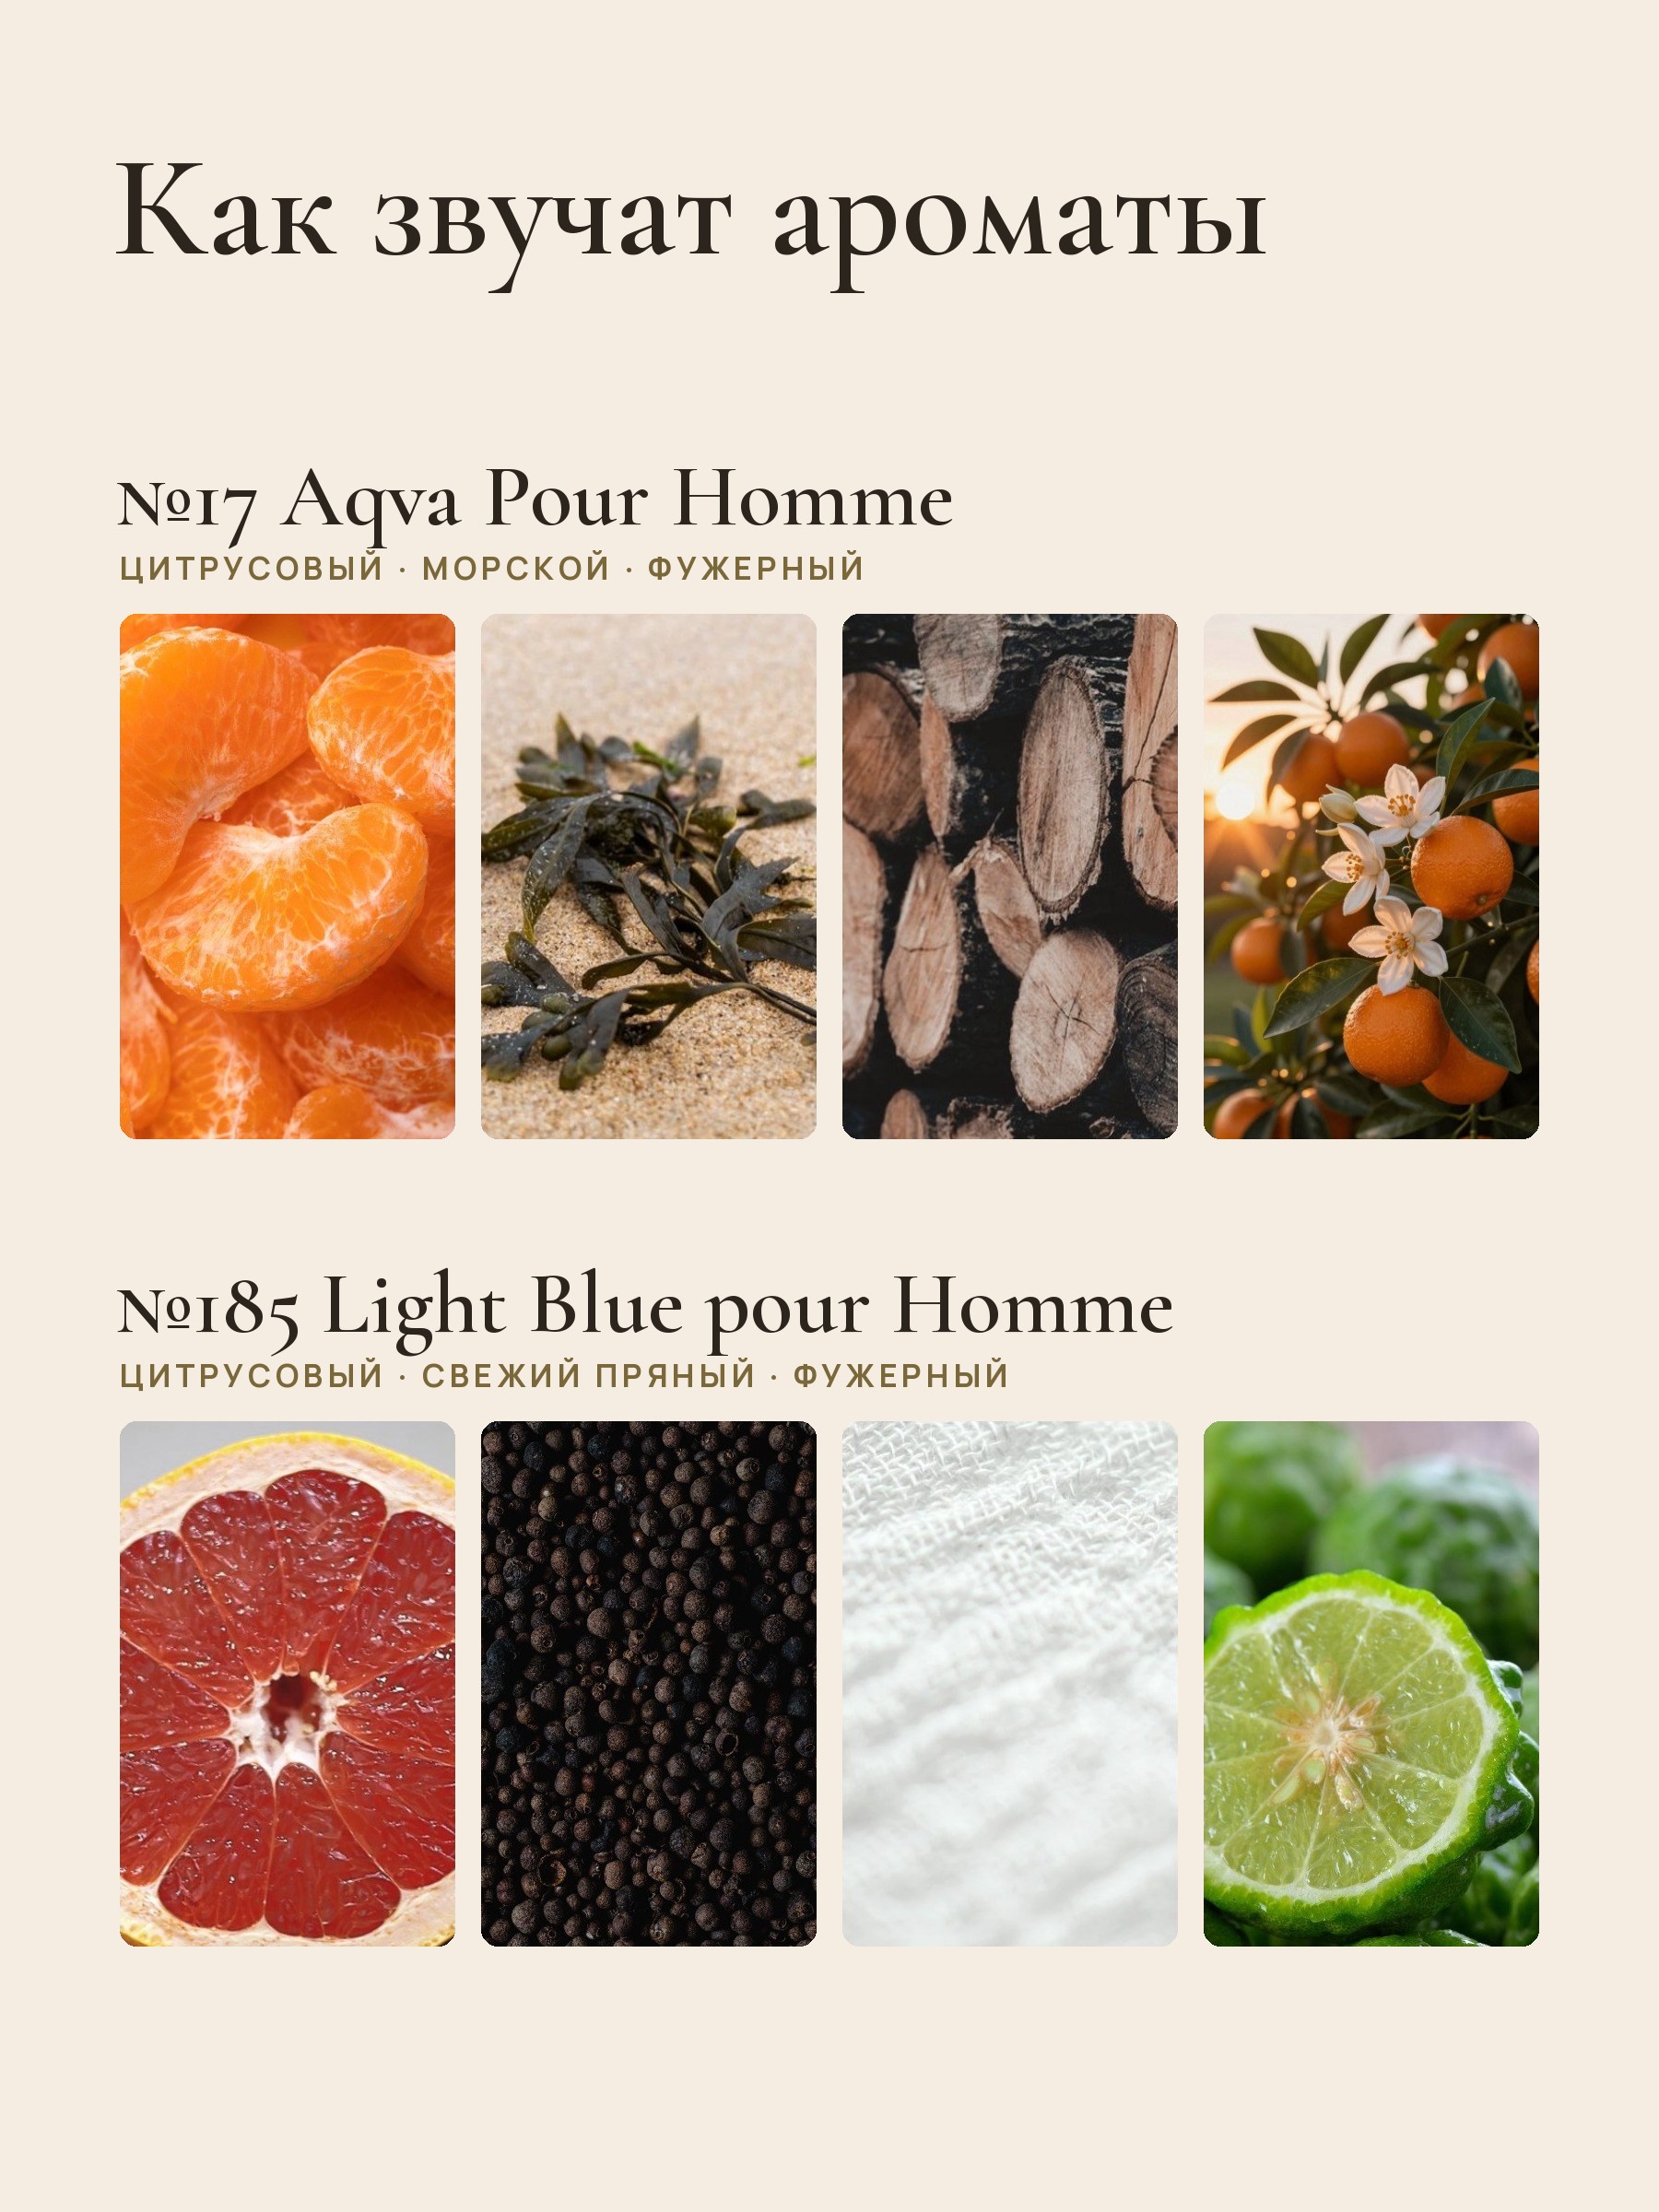 Как звучат ароматы
№17 Aqva Pour Homme
ЦИТРУСОВЫЙ · МОРСКОЙ · ФУЖЕРНЫЙ
№185 Light Blue pour Homme
ЦИТРУСОВЫЙ · СВЕЖИЙ ПРЯНЫЙ · ФУЖЕРНЫЙ